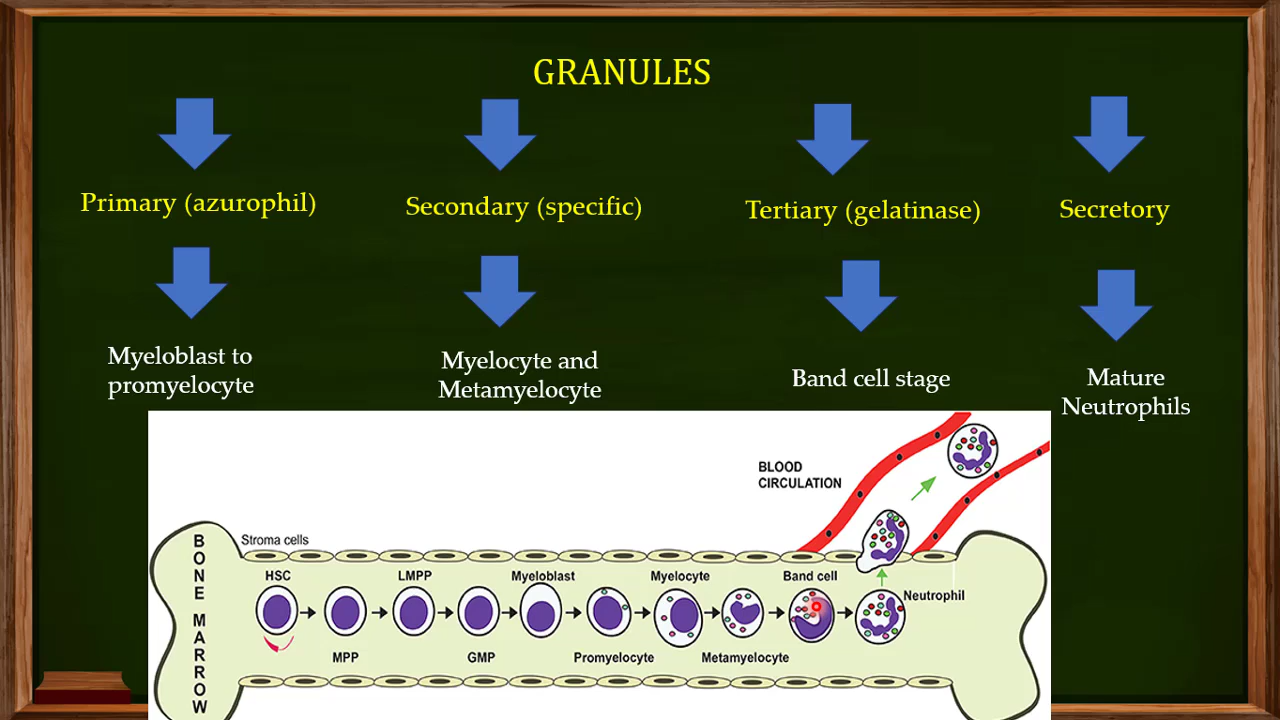 GRANULES
Primary (azurophil)
Secondary (specific)
Tertiary (gelatinase)
Secretory
Myeloblast to
promyelocyte
Myelocyte and
Metamyelocyte
Band cell stage
Mature
Neutrophils
BLOOD
CIRCULATION
BONE MARROW
Stroma cells
HSC
LMPP
Myeloblast
Myelocyte
Band cell
Neutrophil
MPP
GMP
Promyelocyte
Metamyelocyte